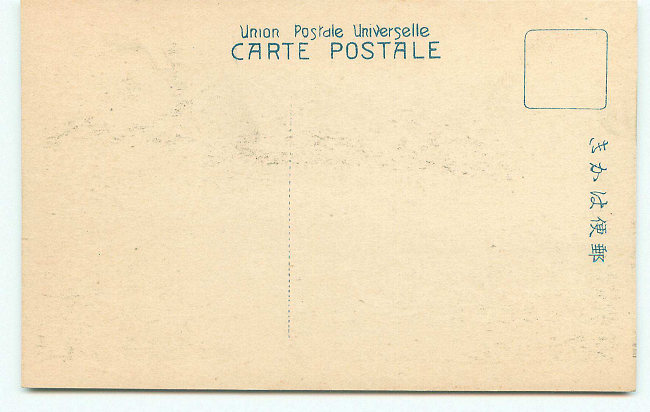 Union Postale Universelle
CARTE POSTALE
郵便はかき